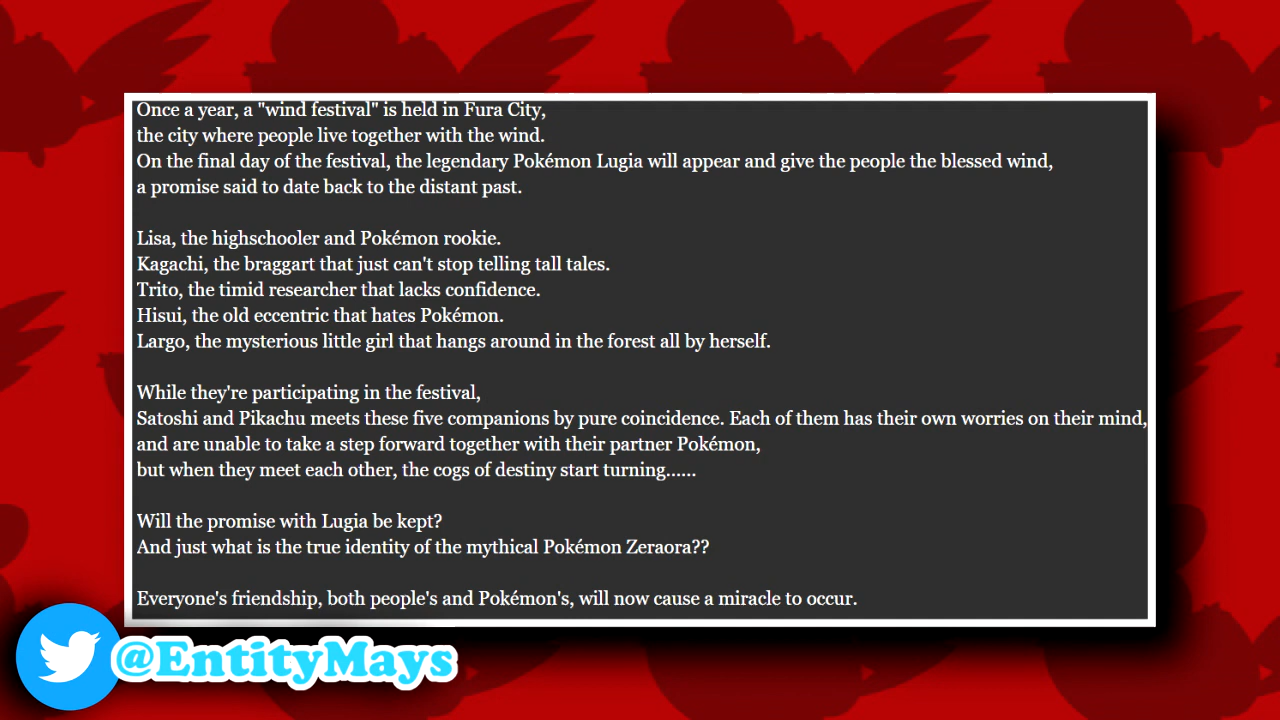 Once a year, a "wind festival" is held in Fura City,
the city where people live together with the wind.
On the final day of the festival, the legendary Pokémon Lugia will appear and give the people the blessed wind,
a promise said to date back to the distant past.
Lisa, the highschooler and Pokémon rookie.
Kagachi, the braggart that just can't stop telling tall tales.
Trito, the timid researcher that lacks confidence.
Hisui, the old eccentric that hates Pokémon.
Largo, the mysterious little girl that hangs around in the forest all by herself.
While they're participating in the festival,
Satoshi and Pikachu meets these five companions by pure coincidence. Each of them has their own worries on their mind,
and are unable to take a step forward together with their partner Pokémon,
but when they meet each other, the cogs of destiny start turning......
Will the promise with Lugia be kept?
And just what is the true identity of the mythical Pokémon Zeraora??
Everyone's friendship, both people's and Pokémon's, will now cause a miracle to occur.
@EntityMays